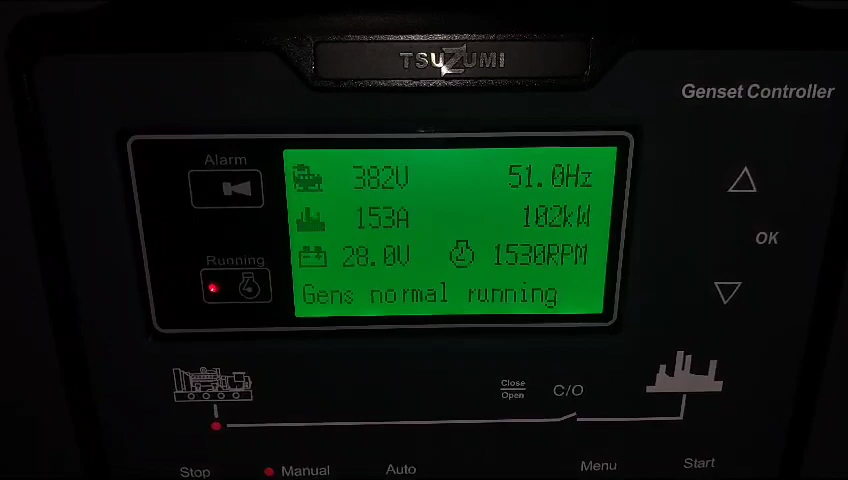 TSUZUMI
Genset Controller
Alarm
382V 51.0Hz
153A 102kW
OK
Running
28.0V 1530RPM
Gens normal running
Close
Open
C/O
Stop Manual Auto Menu Start